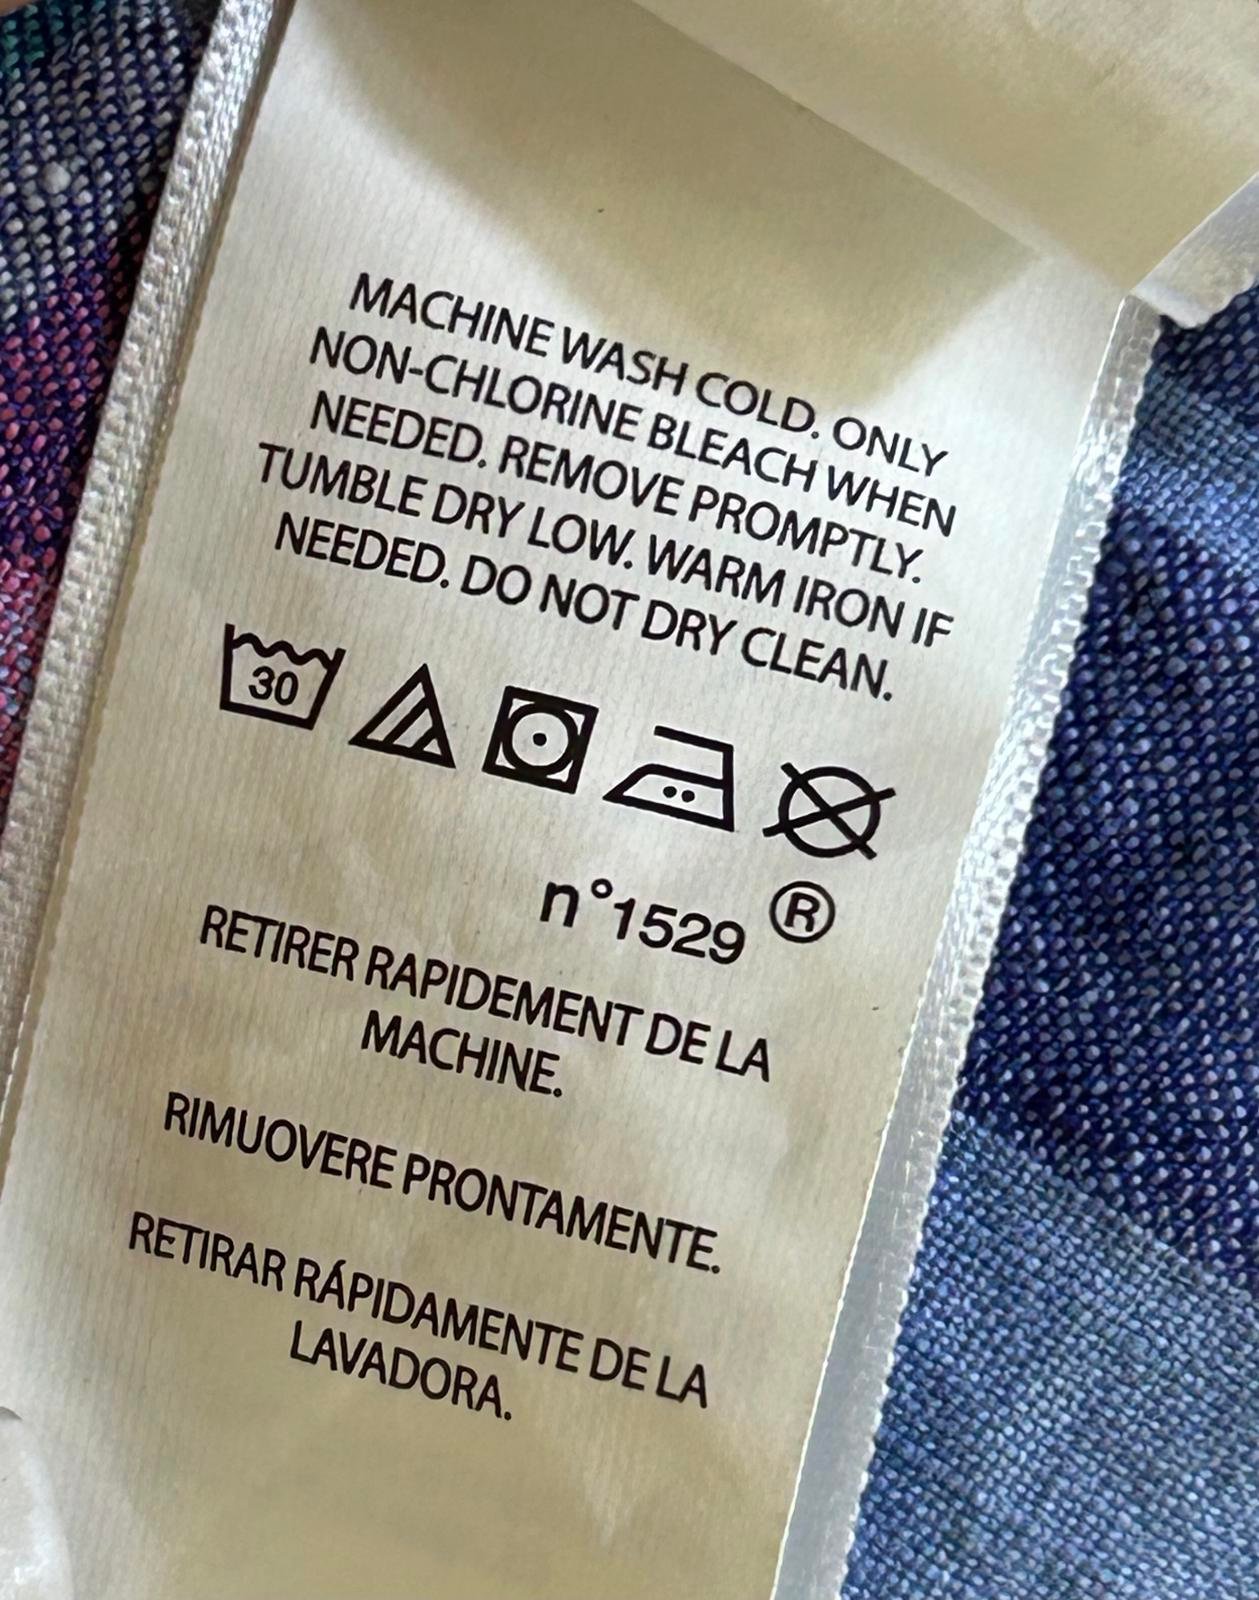 MACHINE WASH COLD. ONLY
NON-CHLORINE BLEACH WHEN
NEEDED. REMOVE PROMPTLY.
TUMBLE DRY LOW. WARM IRON IF
NEEDED. DO NOT DRY CLEAN.
30
n°1529 ®
RETIRER RAPIDEMENT DE LA
MACHINE.
RIMUOVERE PRONTAMENTE.
RETIRAR RÁPIDAMENTE DE LA
LAVADORA.